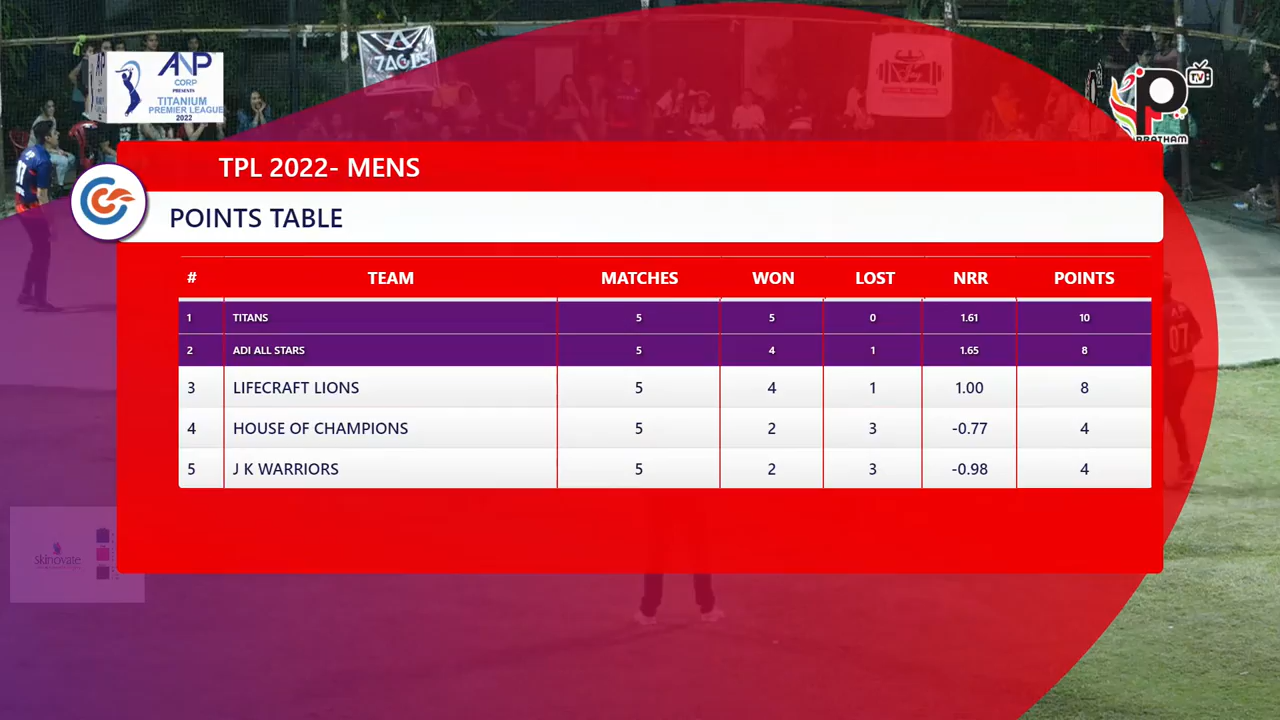 7AGIS
ANP
CORP
PRESENTS
TITANIUM
PREMIER LEAGUE
2022
P
TV
PRATHAM
TPL 2022- MENS
POINTS TABLE
# TEAM MATCHES WON LOST NRR POINTS
1 TITANS 5 5 0 1.61 10
2 ADI ALL STARS 5 4 1 1.65 8
3 LIFECRAFT LIONS 5 4 1 1.00 8
4 HOUSE OF CHAMPIONS 5 2 3 -0.77 4
5 J K WARRIORS 5 2 3 -0.98 4
07
skinovate